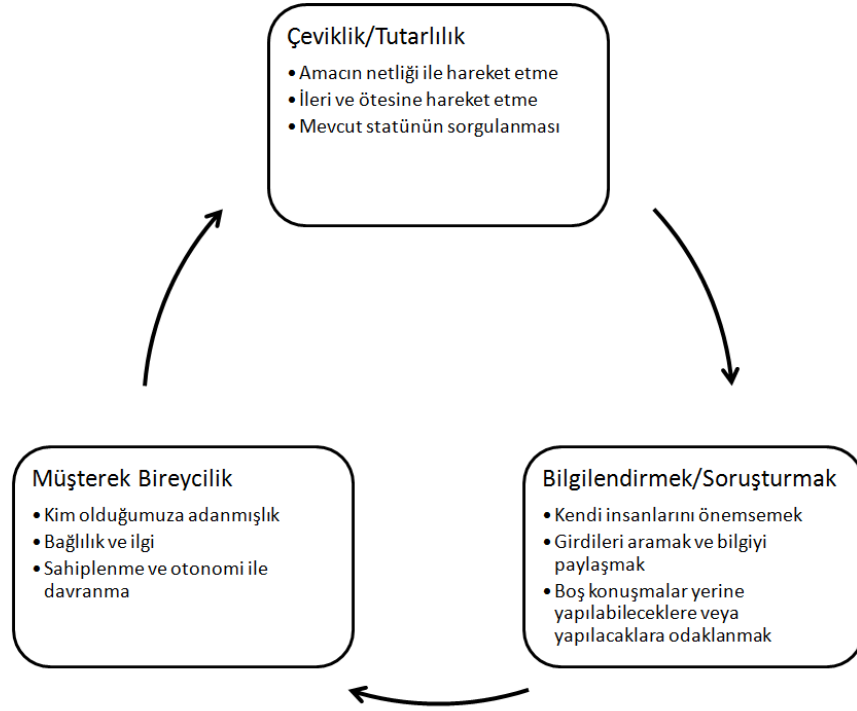 Çeviklik/Tutarlılık
• Amacın netliği ile hareket etme
• İleri ve ötesine hareket etme
• Mevcut statünün sorgulanması
Müşterek Bireycilik
• Kim olduğumuza adanmışlık
• Bağlılık ve ilgi
• Sahiplenme ve otonomi ile
davranma
Bilgilendirmek/Soruşturmak
• Kendi insanlarını önemsemek
• Girdileri aramak ve bilgiyi
paylaşmak
• Boş konuşmalar yerine
yapılabileceklere veya
yapılacaklara odaklanmak